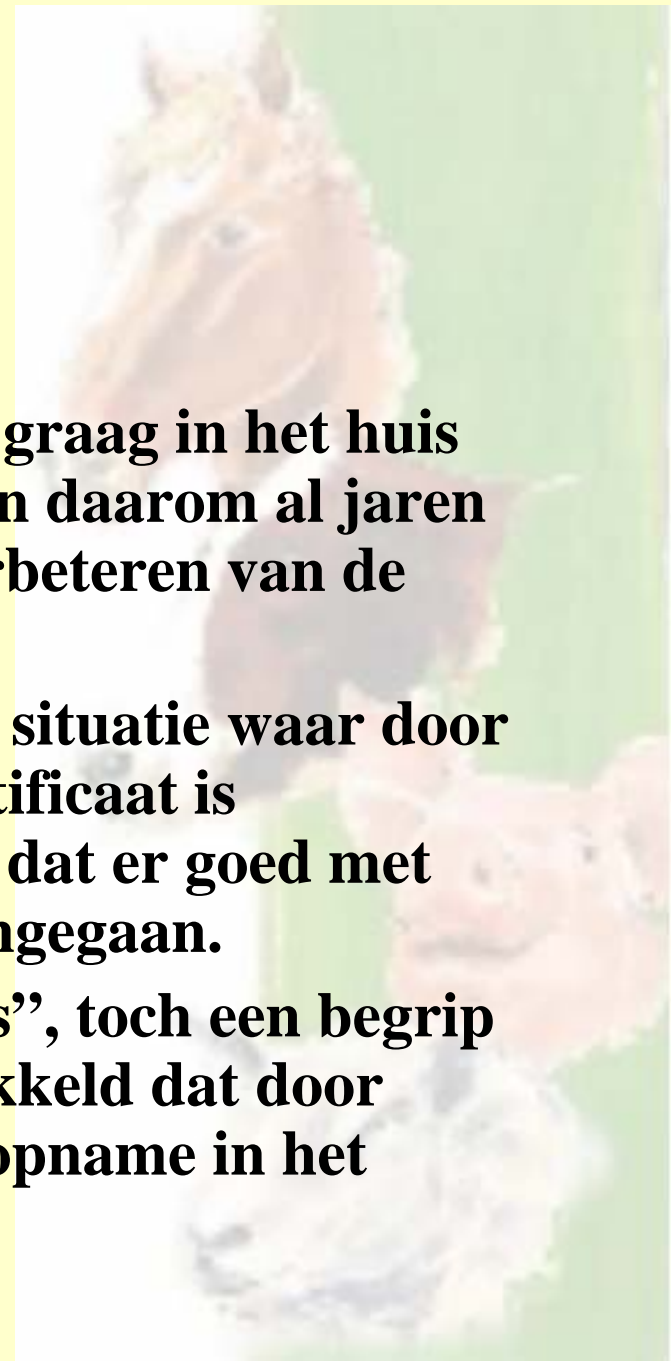 graag in het huis
n daarom al jaren
rbeteren van de
situatie waar door
tificaat is
dat er goed met
ngegaan.
s”, toch een begrip
kkeld dat door
opname in het